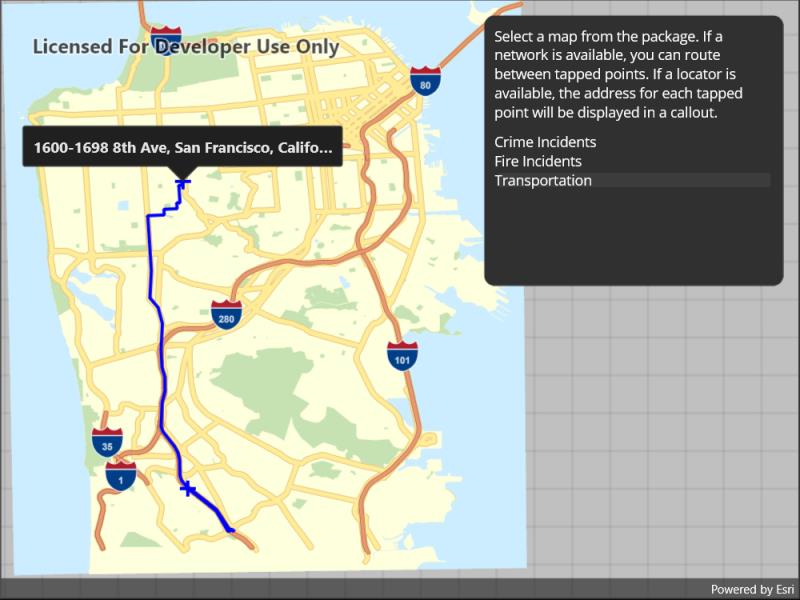 Licensed For Developer Use Only
80
1600-1698 8th Ave, San Francisco, Califo...
280
101
35
1
Select a map from the package. If a
network is available, you can route
between tapped points. If a locator is
available, the address for each tapped
point will be displayed in a callout.
Crime Incidents
Fire Incidents
Transportation
Powered by Esri